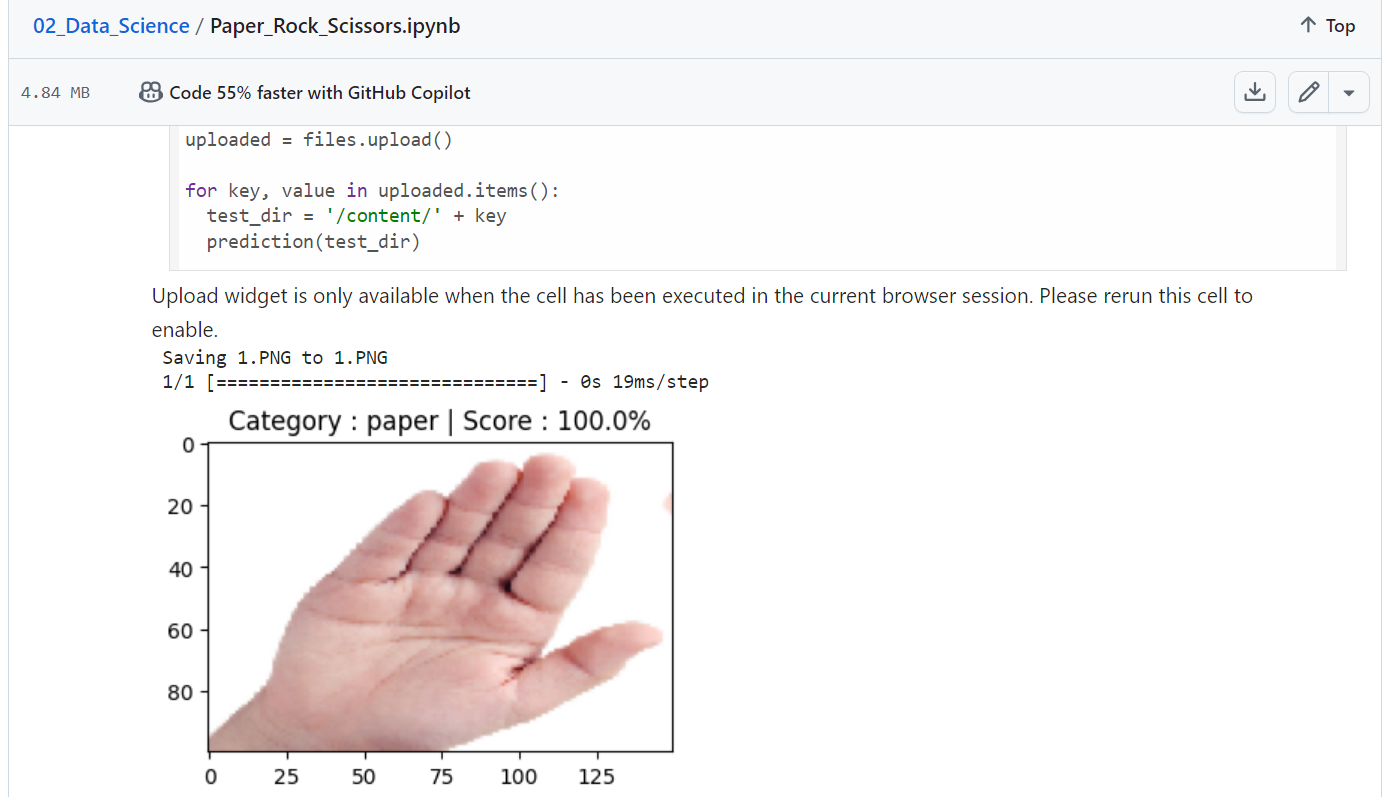 02_Data_Science / Paper_Rock_Scissors.ipynb
Top
4.84 MB
Code 55% faster with GitHub Copilot
uploaded = files.upload()
for key, value in uploaded.items():
  test_dir = '/content/' + key
  prediction(test_dir)
Upload widget is only available when the cell has been executed in the current browser session. Please rerun this cell to
enable.
Saving 1.PNG to 1.PNG
1/1 [==============================] - 0s 19ms/step
Category : paper | Score : 100.0%
0
20
40
60
80
0 25 50 75 100 125